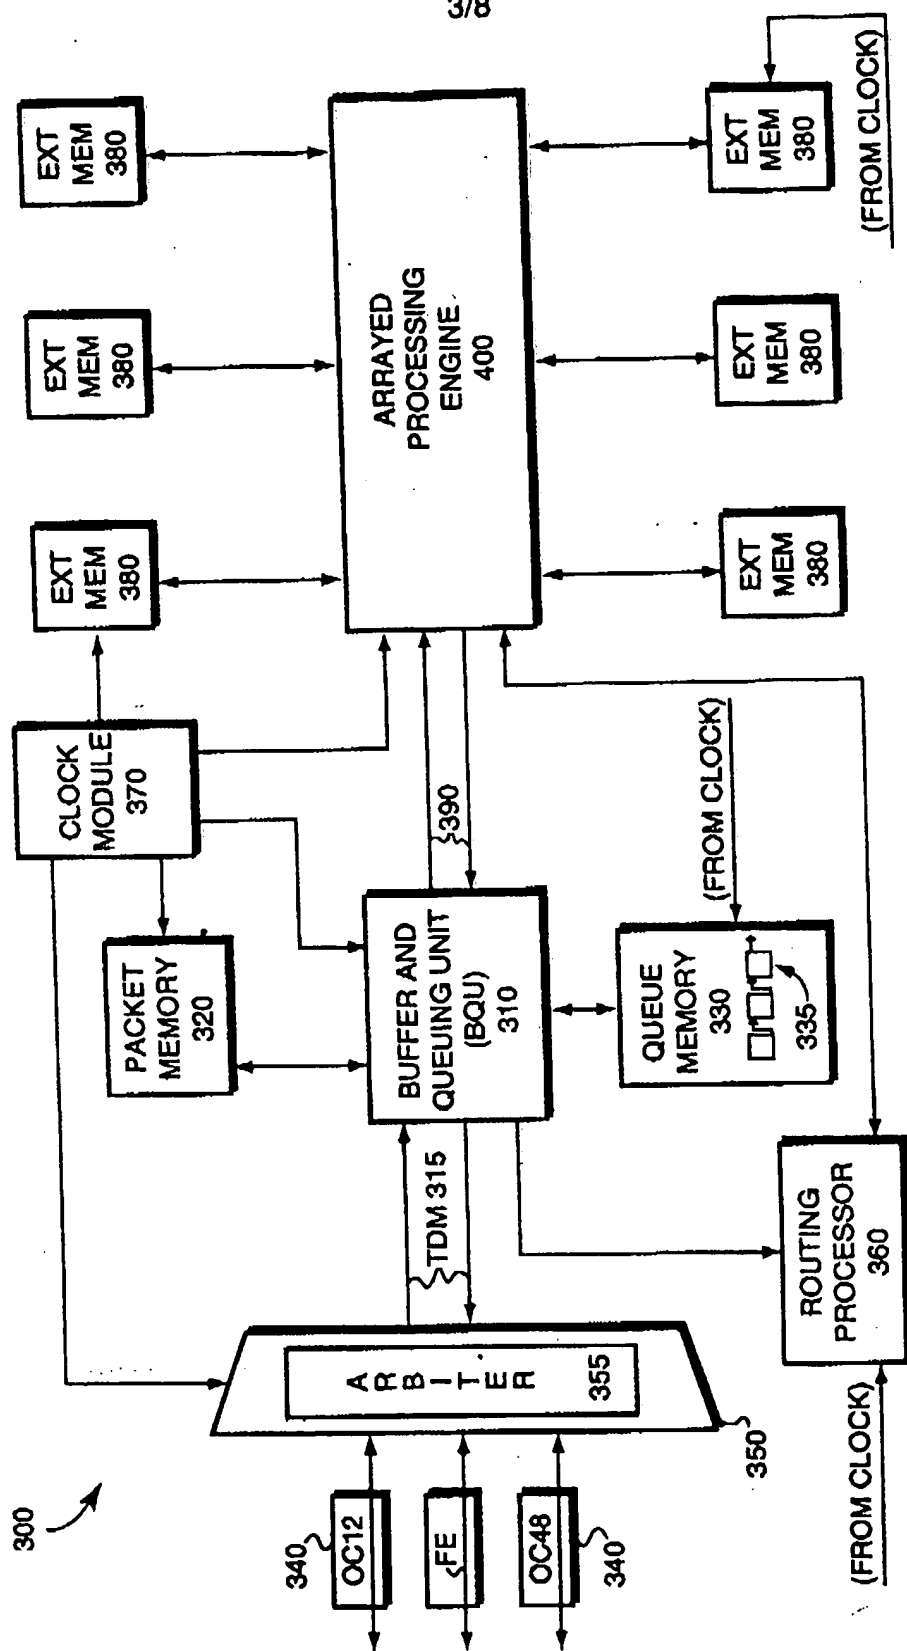 3/8
300
EXT
MEM
380
EXT
MEM
380
EXT
MEM
380
CLOCK
MODULE
370
PACKET
MEMORY
320
ARRAYED
PROCESSING
ENGINE
400
390
BUFFER AND
QUEUING UNIT
(BQU)
310
TDM 315
ARBITER
355
350
340
OC12
FE
OC48
340
EXT
MEM
380
EXT
MEM
380
EXT
MEM
380
(FROM CLOCK)
(FROM CLOCK)
QUEUE
MEMORY
330
335
ROUTING
PROCESSOR
360
(FROM CLOCK)